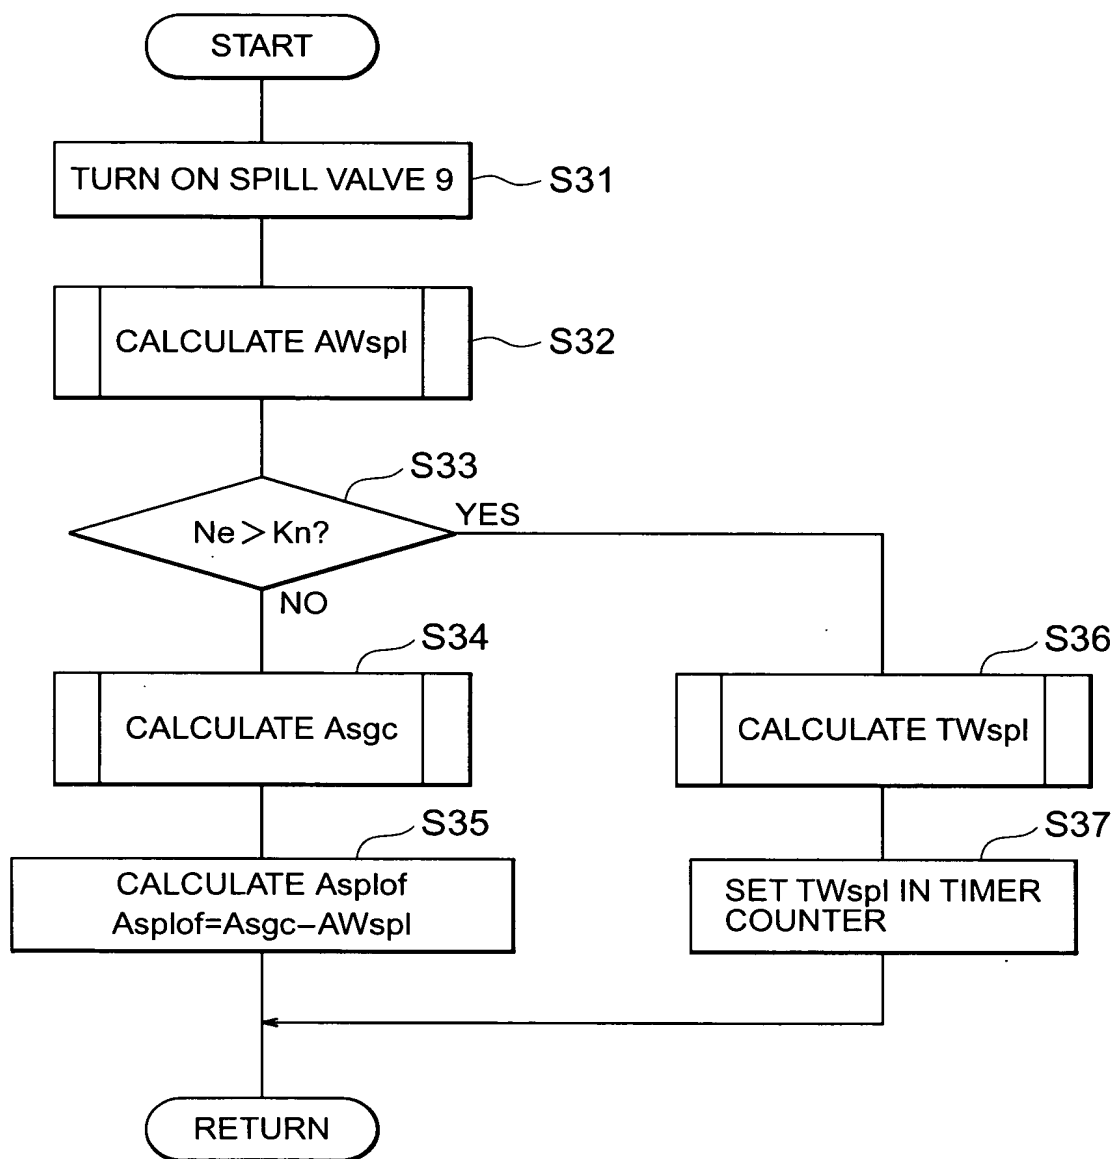 START
TURN ON SPILL VALVE 9
S31
CALCULATE AWspl
S32
S33
Ne＞Kn?
YES
NO
S34
CALCULATE Asgc
S36
CALCULATE TWspl
S35
CALCULATE Asplof
Asplof=Asgc−AWspl
S37
SET TWspl IN TIMER
COUNTER
RETURN